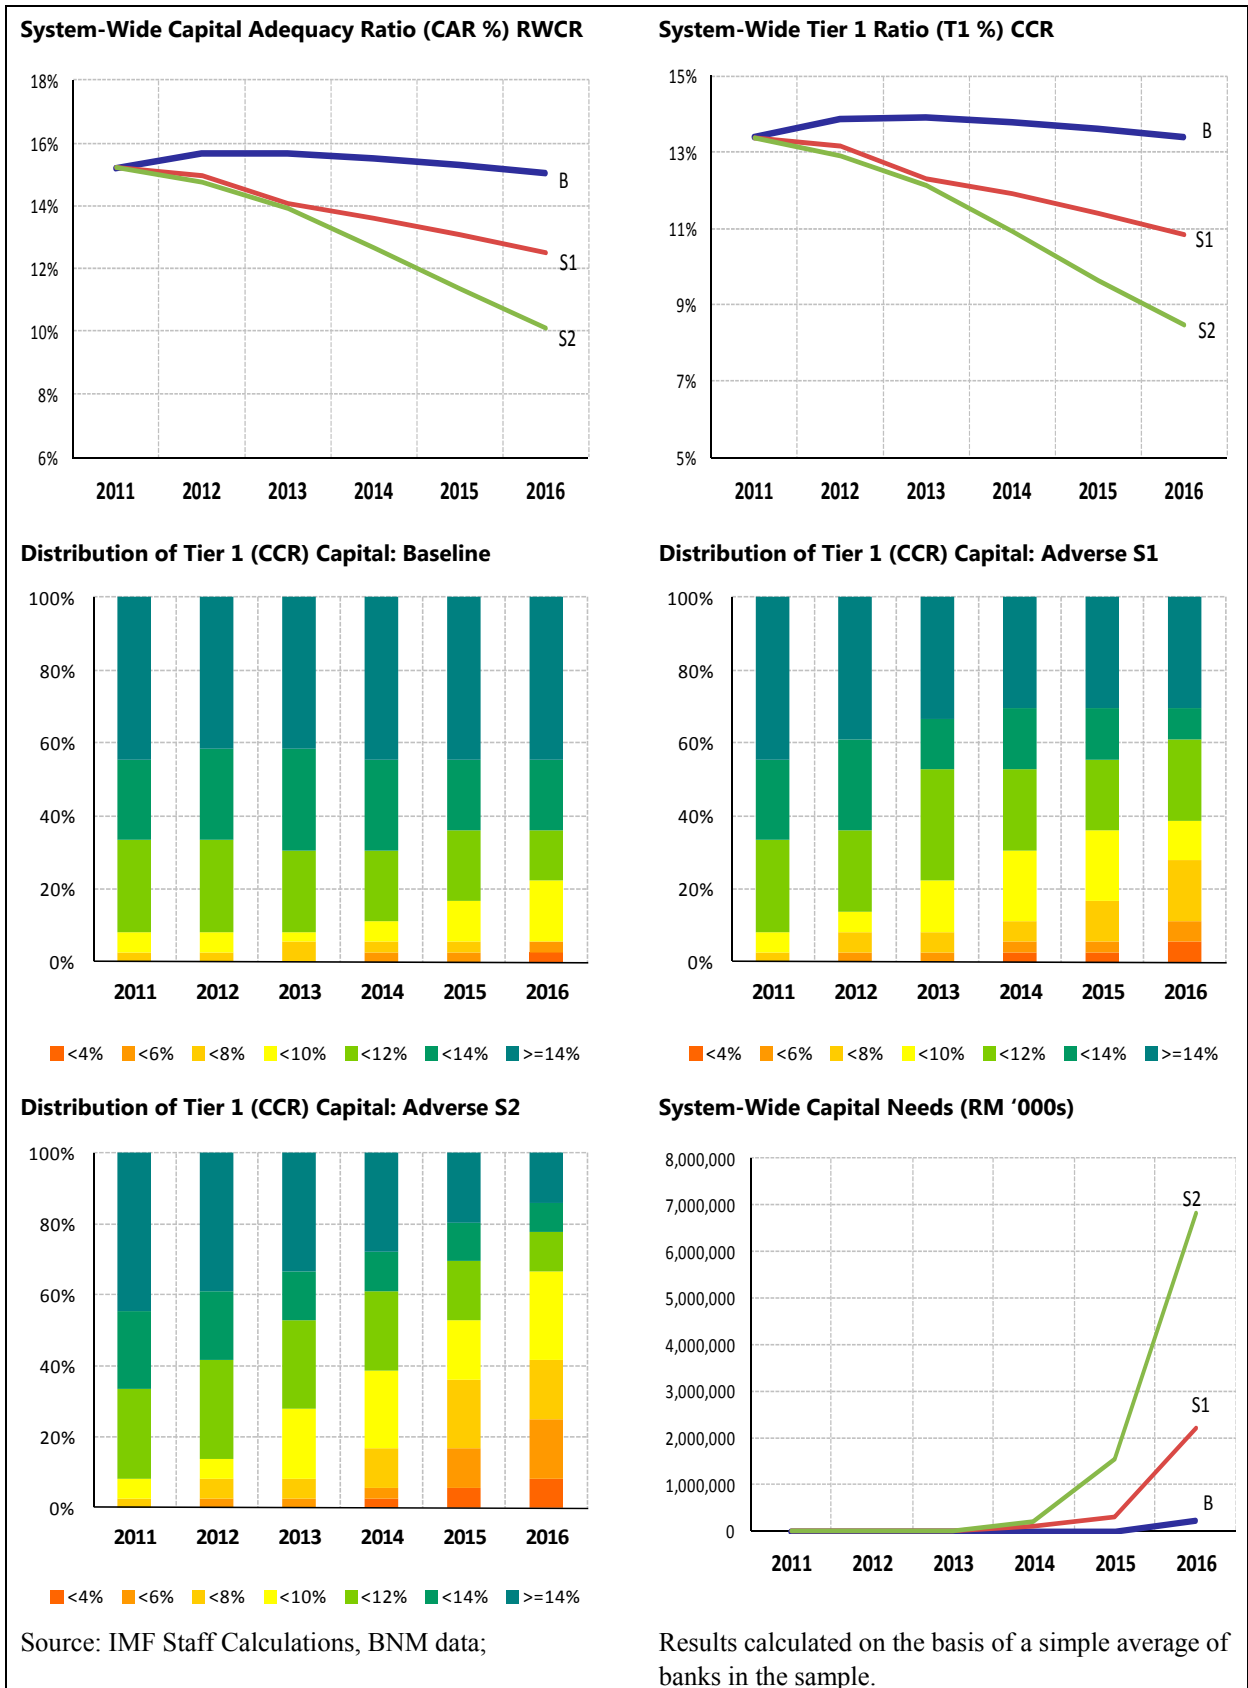 System-Wide Capital Adequacy Ratio (CAR %) RWCR
18%
16%
14%
12%
10%
8%
6%
B
S1
S2
2011 2012 2013 2014 2015 2016
System-Wide Tier 1 Ratio (T1 %) CCR
15%
13%
11%
9%
7%
5%
B
S1
S2
2011 2012 2013 2014 2015 2016
Distribution of Tier 1 (CCR) Capital: Baseline
100%
80%
60%
40%
20%
0%
2011 2012 2013 2014 2015 2016
<4% <6% <8% <10% <12% <14% >=14%
Distribution of Tier 1 (CCR) Capital: Adverse S1
100%
80%
60%
40%
20%
0%
2011 2012 2013 2014 2015 2016
<4% <6% <8% <10% <12% <14% >=14%
Distribution of Tier 1 (CCR) Capital: Adverse S2
100%
80%
60%
40%
20%
0%
2011 2012 2013 2014 2015 2016
<4% <6% <8% <10% <12% <14% >=14%
System-Wide Capital Needs (RM ‘000s)
8,000,000
7,000,000
6,000,000
5,000,000
4,000,000
3,000,000
2,000,000
1,000,000
0
S2
S1
B
2011 2012 2013 2014 2015 2016
Source: IMF Staff Calculations, BNM data;
Results calculated on the basis of a simple average of
banks in the sample.